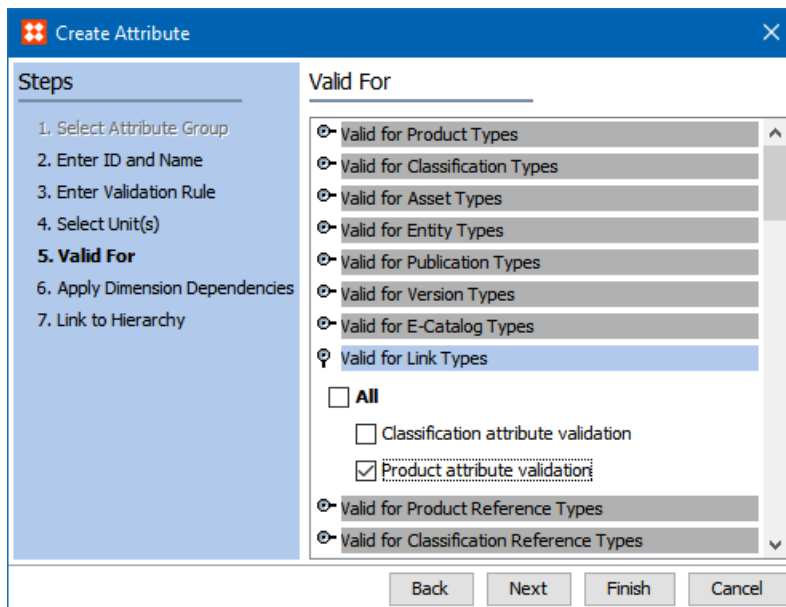 Create Attribute
Steps
1. Select Attribute Group
2. Enter ID and Name
3. Enter Validation Rule
4. Select Unit(s)
5. Valid For
6. Apply Dimension Dependencies
7. Link to Hierarchy
Valid For
Valid for Product Types
Valid for Classification Types
Valid for Asset Types
Valid for Entity Types
Valid for Publication Types
Valid for Version Types
Valid for E-Catalog Types
Valid for Link Types
All
Classification attribute validation
Product attribute validation
Valid for Product Reference Types
Valid for Classification Reference Types
Back Next Finish Cancel